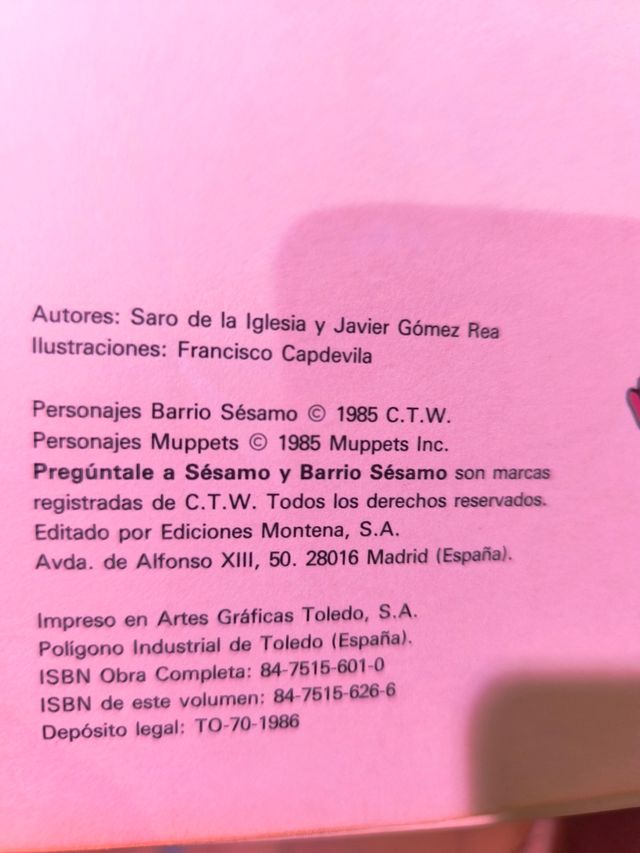 Autores: Saro de la Iglesia y Javier Gómez Rea
Ilustraciones: Francisco Capdevila
Personajes Barrio Sésamo © 1985 C.T.W.
Personajes Muppets © 1985 Muppets Inc.
Pregúntale a Sésamo y Barrio Sésamo son marcas
registradas de C.T.W. Todos los derechos reservados.
Editado por Ediciones Montena, S.A.
Avda. de Alfonso XIII, 50. 28016 Madrid (España).
Impreso en Artes Gráficas Toledo, S.A.
Polígono Industrial de Toledo (España).
ISBN Obra Completa: 84-7515-601-0
ISBN de este volumen: 84-7515-626-6
Depósito legal: TO-70-1986